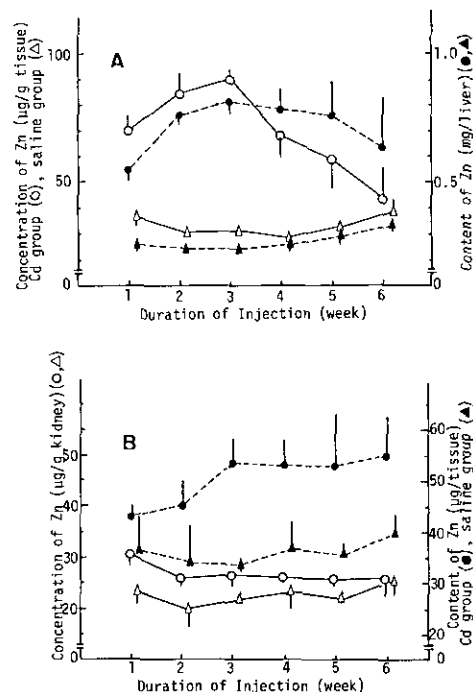 Concentration of Zn (μg/g tissue)
Cd group (○), saline group (△)
A
100
50
0
1.0
0.5
0
Content of Zn (mg/liver)(●,▲)
1 2 3 4 5 6
Duration of Injection (week)
Concentration of Zn (μg/g kidney)(○,△)
B
50
40
30
20
0
60
50
40
30
20
0
Content of Zn (μg/tissue)
Cd group (●), saline group (▲)
1 2 3 4 5 6
Duration of Injection (week)